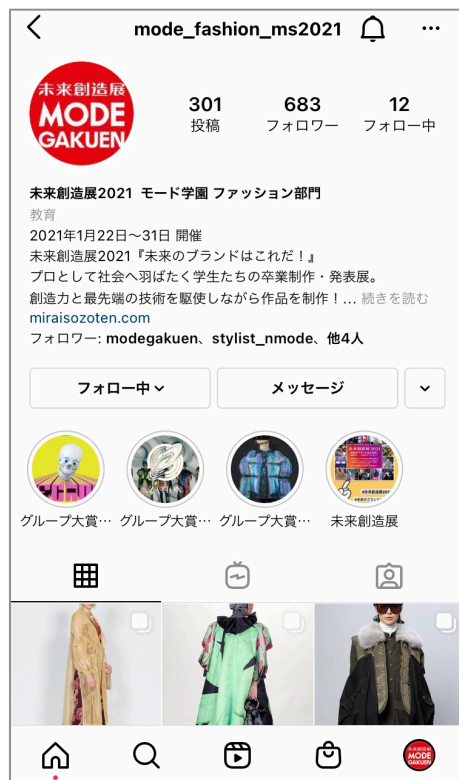 mode_fashion_ms2021
未来創造展
MODE
GAKUEN
301
投稿
683
フォロワー
12
フォロー中
未来創造展2021 モード学園 ファッション部門
教育
2021年1月22日〜31日 開催
未来創造展2021『未来のブランドはこれだ！』
プロとして社会へ羽ばたく学生たちの卒業制作・発表展。
創造力と最先端の技術を駆使しながら作品を制作！... 続きを読む
miraisozoten.com
フォロワー: modegakuen、stylist_nmode、他4人
フォロー中
メッセージ
グループ大賞…
グループ大賞…
グループ大賞…
未来創造展
未来創造展
MODE
GAKUEN